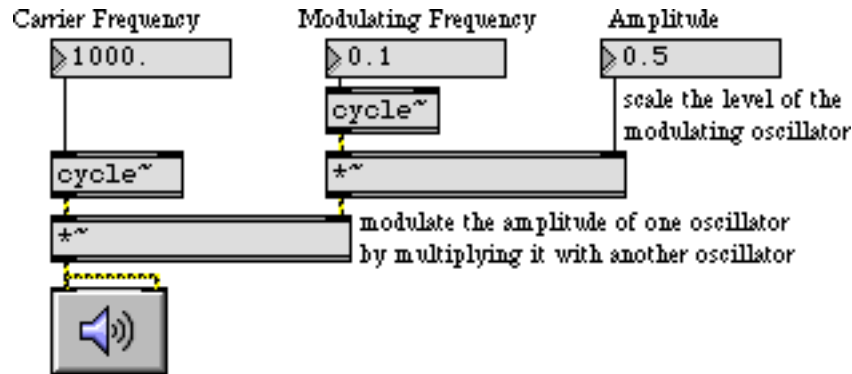 Carrier Frequency
Modulating Frequency
Amplitude
1000.
0.1
0.5
cycle~
scale the level of the
modulating oscillator
cycle~
*~
*~
modulate the amplitude of one oscillator
by multiplying it with another oscillator